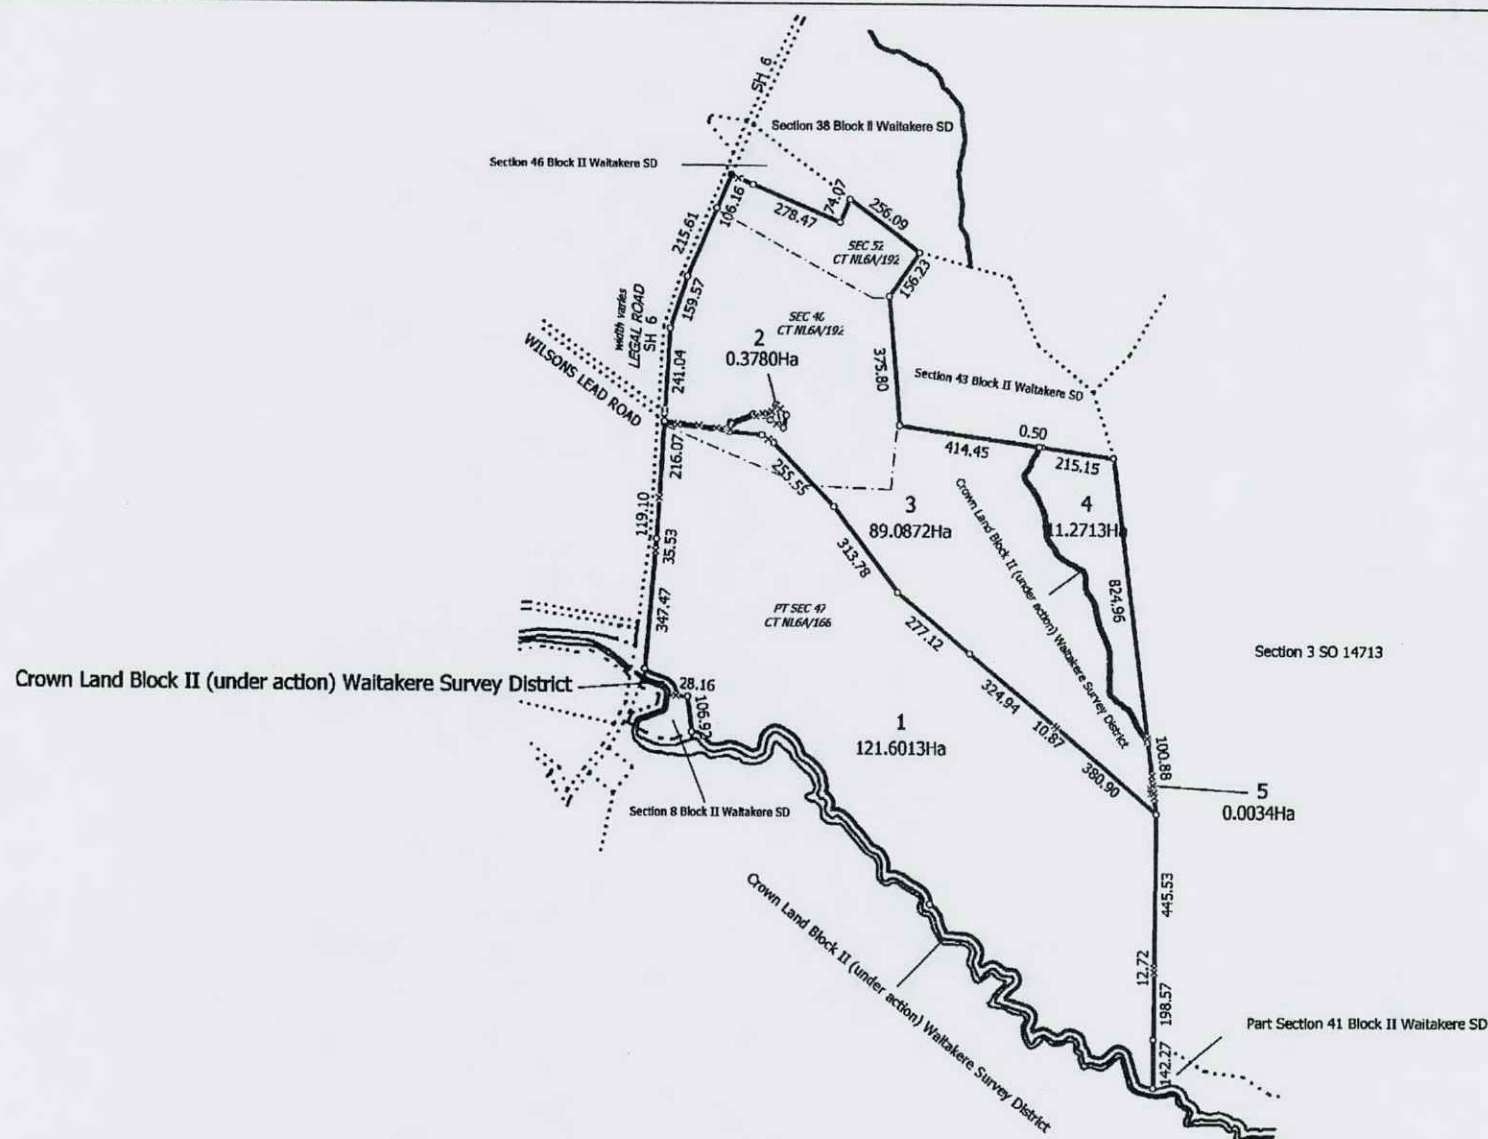 SH 6
Section 38 Block II Waitakere SD
Section 46 Block II Waitakere SD
106.16
278.47
74.07
256.09
215.61
SEC 52
CT NL6A/192
156.23
159.57
width varies
LEGAL ROAD
SH 6
SEC 46
CT NL6A/192
2
0.3780Ha
WILSONS LEAD ROAD
241.04
375.80
Section 43 Block II Waitakere SD
0.50
414.45
215.15
216.07
255.55
3
89.0872Ha
4
11.2713Ha
Crown Land Block II (under action) Waitakere Survey District
119.10
35.53
313.78
824.96
347.47
PT SEC 47
CT NL6A/166
277.12
Section 3 SO 14713
Crown Land Block II (under action) Waitakere Survey District
28.16
106.97
324.94
10.87
1
121.6013Ha
380.90
100.88
5
0.0034Ha
Section 8 Block II Waitakere SD
Crown Land Block II (under action) Waitakere Survey District
445.53
12.72
198.57
Part Section 41 Block II Waitakere SD
142.27